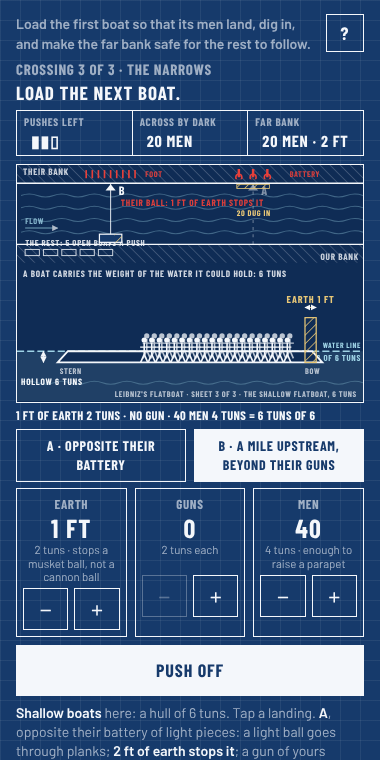 Load the first boat so that its men land, dig in,
and make the far bank safe for the rest to follow.
?
CROSSING 3 OF 3 · THE NARROWS
LOAD THE NEXT BOAT.
PUSHES LEFT
ACROSS BY DARK
20 MEN
FAR BANK
20 MEN · 2 FT
THEIR BANK
FOOT
BATTERY
B
A
THEIR BALL: 1 FT OF EARTH STOPS IT
20 DUG IN
FLOW
THE REST: 5 OPEN BOATS, A PUSH
OUR BANK
A BOAT CARRIES THE WEIGHT OF THE WATER IT COULD HOLD: 6 TUNS
EARTH 1 FT
WATER LINE
6 OF 6 TUNS
STERN
BOW
HOLLOW 6 TUNS
LEIBNIZ'S FLATBOAT · SHEET 3 · THE SHALLOW FLATBOAT, 6 TUNS
1 FT OF EARTH 2 TUNS · NO GUN · 40 MEN 4 TUNS = 6 TUNS OF 6
A · OPPOSITE THEIR
BATTERY
B · A MILE UPSTREAM,
BEYOND THEIR GUNS
EARTH
1 FT
2 tuns · stops a
musket ball, not a
cannon ball
− +
GUNS
0
2 tuns each
− +
MEN
40
4 tuns · enough to
raise a parapet
− +
PUSH OFF
Shallow boats here: a hull of 6 tuns. Tap a landing. A,
opposite their battery of light pieces: a light ball goes
through planks; 2 ft of earth stops it; a gun of yours